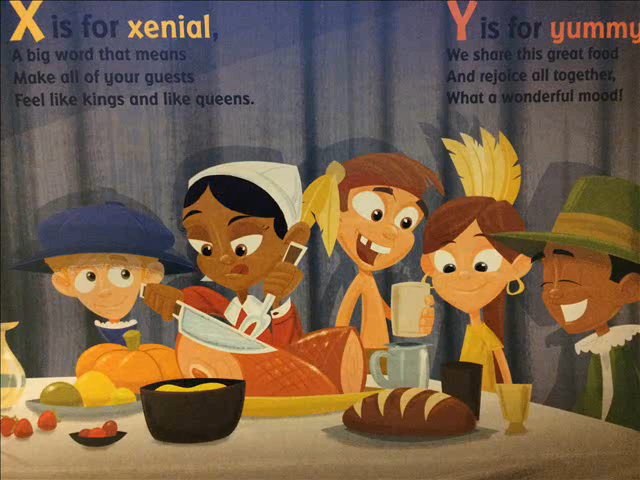 X is for xenial,
A big word that means
Make all of your guests
Feel like kings and like queens.
Y is for yummy
We share this great food
And rejoice all together,
What a wonderful mood!